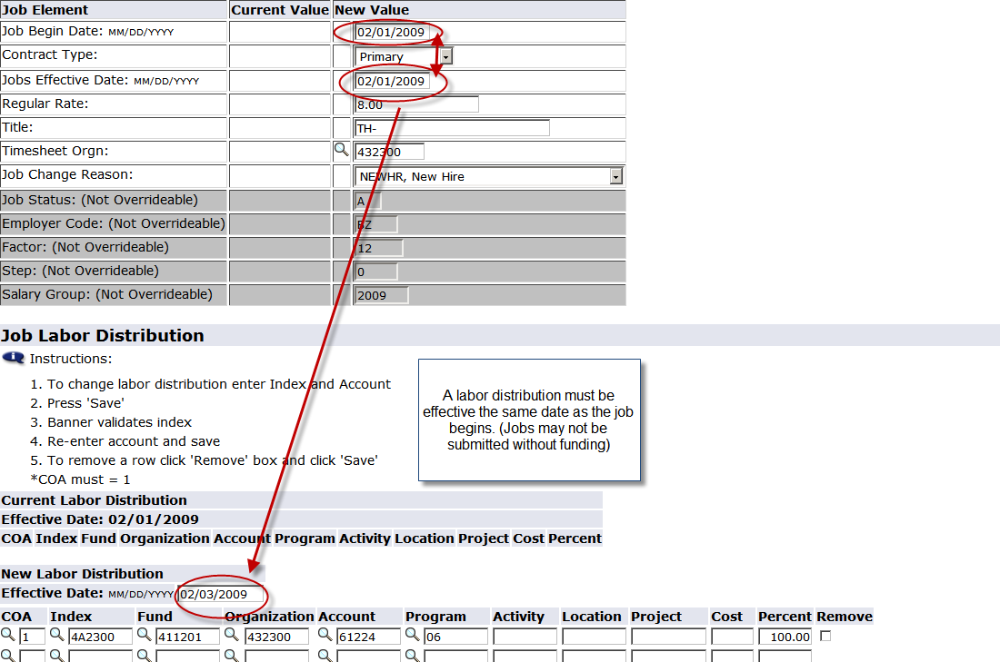 Job Element Current Value New Value
Job Begin Date: MM/DD/YYYY 02/01/2009
Contract Type: Primary
Jobs Effective Date: MM/DD/YYYY 02/01/2009
Regular Rate: 8.00
Title: TH-
Timesheet Orgn: 432300
Job Change Reason: NEWHR, New Hire
Job Status: (Not Overrideable) A
Employer Code: (Not Overrideable) BZ
Factor: (Not Overrideable) 12
Step: (Not Overrideable) 0
Salary Group: (Not Overrideable) 2009
Job Labor Distribution
Instructions:
1. To change labor distribution enter Index and Account
2. Press 'Save'
3. Banner validates index
4. Re-enter account and save
5. To remove a row click 'Remove' box and click 'Save'
*COA must = 1
A labor distribution must be
effective the same date as the job
begins. (Jobs may not be
submitted without funding)
Current Labor Distribution
Effective Date: 02/01/2009
COA Index Fund Organization Account Program Activity Location Project Cost Percent
New Labor Distribution
Effective Date: MM/DD/YYYY 02/03/2009
COA Index Fund Organization Account Program Activity Location Project Cost Percent Remove
1 4A2300 411201 432300 61224 06 100.00